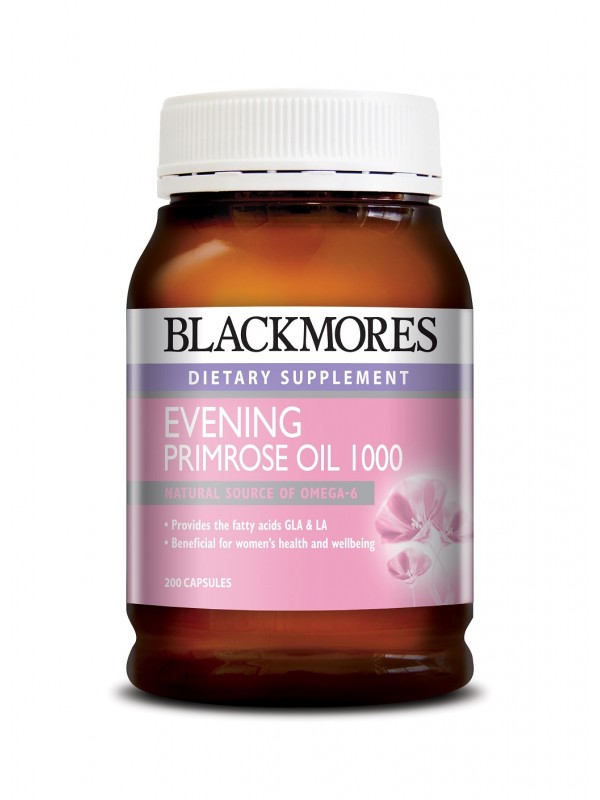 BLACKMORES
DIETARY SUPPLEMENT
EVENING
PRIMROSE OIL 1000
NATURAL SOURCE OF OMEGA-6
• Provides the fatty acids GLA & LA
• Beneficial for women's health and wellbeing
200 CAPSULES